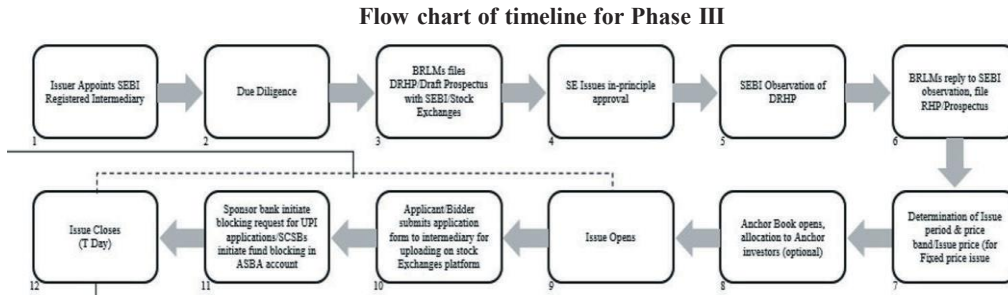 Flow chart of timeline for Phase III
Issuer Appoints SEBI
Registered Intermediary
1
Due Diligence
2
BRLMs files
DRHP/Draft Prospectus
with SEBI/Stock
Exchanges
3
SE Issues in-principle
approval
4
SEBI Observation of
DRHP
5
BRLMs reply to SEBI
observation, file
RHP/Prospectus
6
Determination of Issue
period & price
band/Issue price (for
Fixed price issue
7
Anchor Book opens,
allocation to Anchor
investors (optional)
8
Issue Opens
9
Applicant/Bidder
submits application
form to intermediary for
uploading on stock
Exchanges platform
10
Sponsor bank initiate
blocking request for UPI
applications/SCSBs
initiate fund blocking in
ASBA account
11
Issue Closes
(T Day)
12